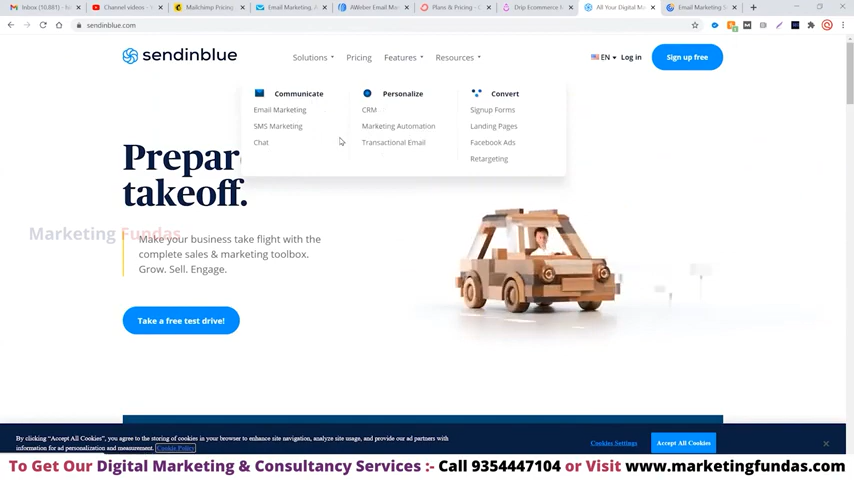 Inbox (10,881) - h
Channel videos - Y
Mailchimp Pricing
Email Marketing, A
AWeber Email Mar
Plans & Pricing - C
Drip Ecommerce M
All Your Digital Ma
Email Marketing S
sendinblue.com
sendinblue
Solutions
Pricing
Features
Resources
EN
Log in
Sign up free
Communicate
Email Marketing
SMS Marketing
Chat
Personalize
CRM
Marketing Automation
Transactional Email
Convert
Signup Forms
Landing Pages
Facebook Ads
Retargeting
Prepar
takeoff.
Marketing Fundas
Make your business take flight with the
complete sales & marketing toolbox.
Grow. Sell. Engage.
Take a free test drive!
By clicking "Accept All Cookies", you agree to the storing of cookies in your browser to enhance site navigation, analyze site usage, and provide our ad partners with
information for ad personalization and measurement. Cookie Policy
Cookies Settings
Accept All Cookies
To Get Our Digital Marketing & Consultancy Services :- Call 9354447104 or Visit www.marketingfundas.com